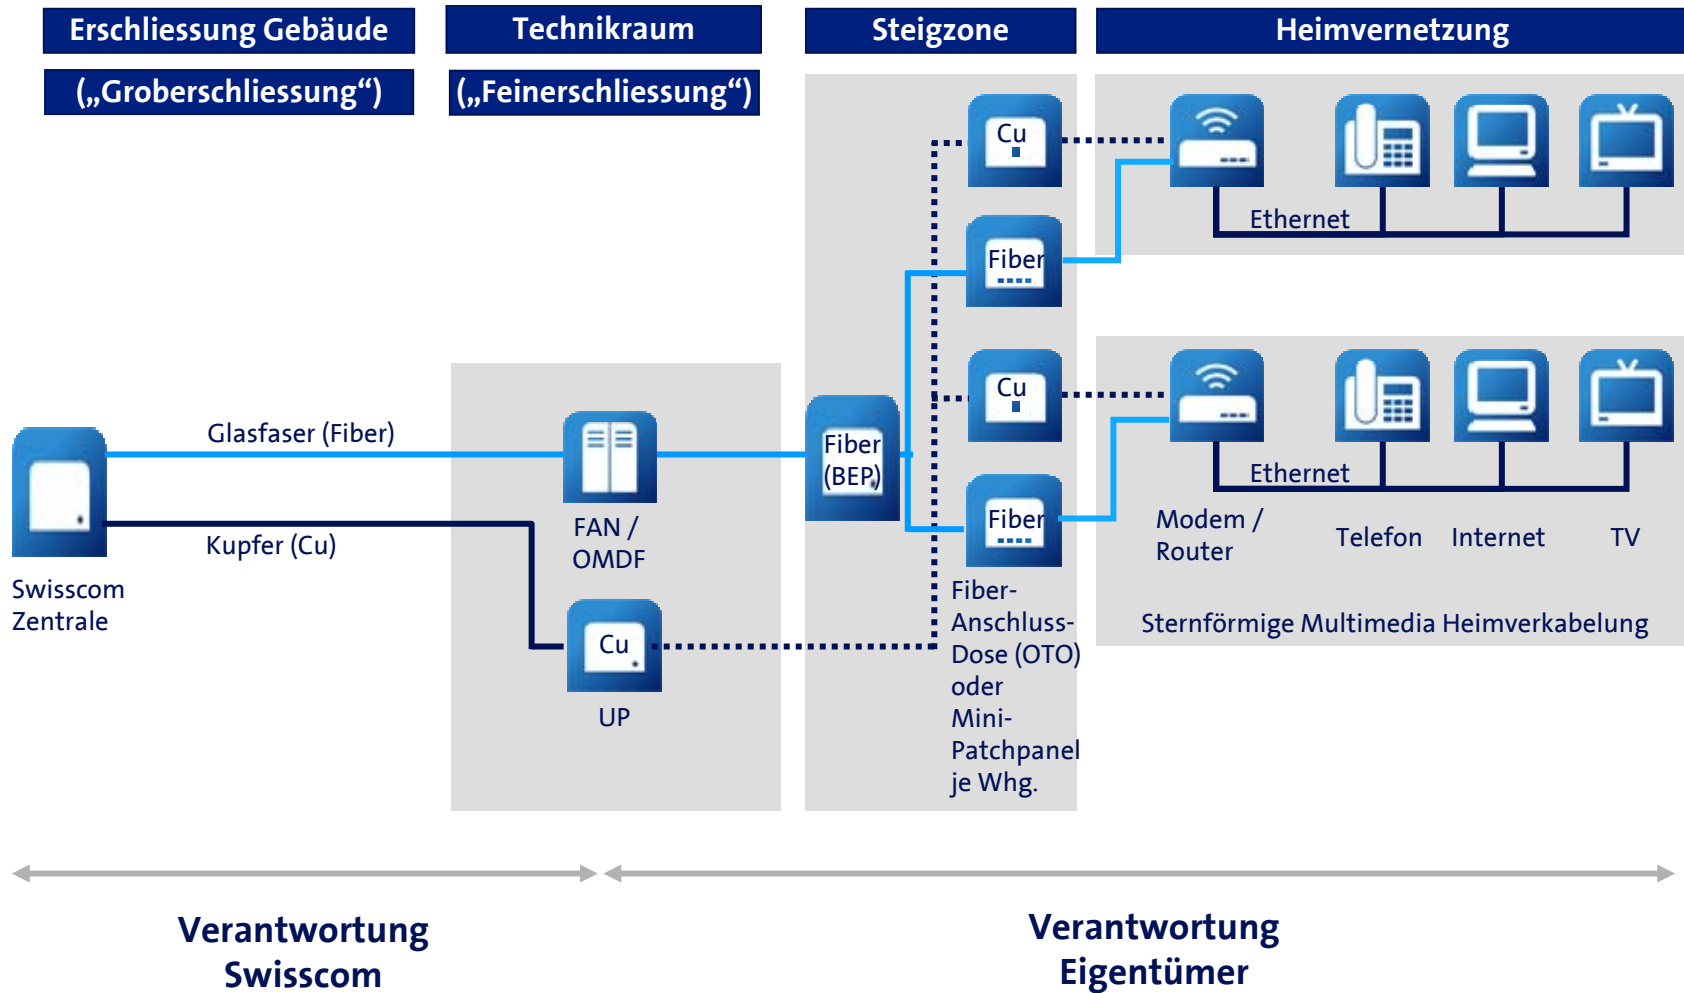 Erschliessung Gebäude
(„Groberschliessung“)
Technikraum
(„Feinerschliessung“)
Steigzone
Heimvernetzung
Cu
Fiber
Ethernet
Cu
Fiber
Ethernet
Glasfaser (Fiber)
Kupfer (Cu)
Swisscom
Zentrale
FAN /
OMDF
Cu
UP
Fiber
(BEP)
Fiber-
Anschluss-
Dose (OTO)
oder
Mini-
Patchpanel
je Whg.
Modem /
Router
Telefon
Internet
TV
Sternförmige Multimedia Heimverkabelung
Verantwortung
Swisscom
Verantwortung
Eigentümer